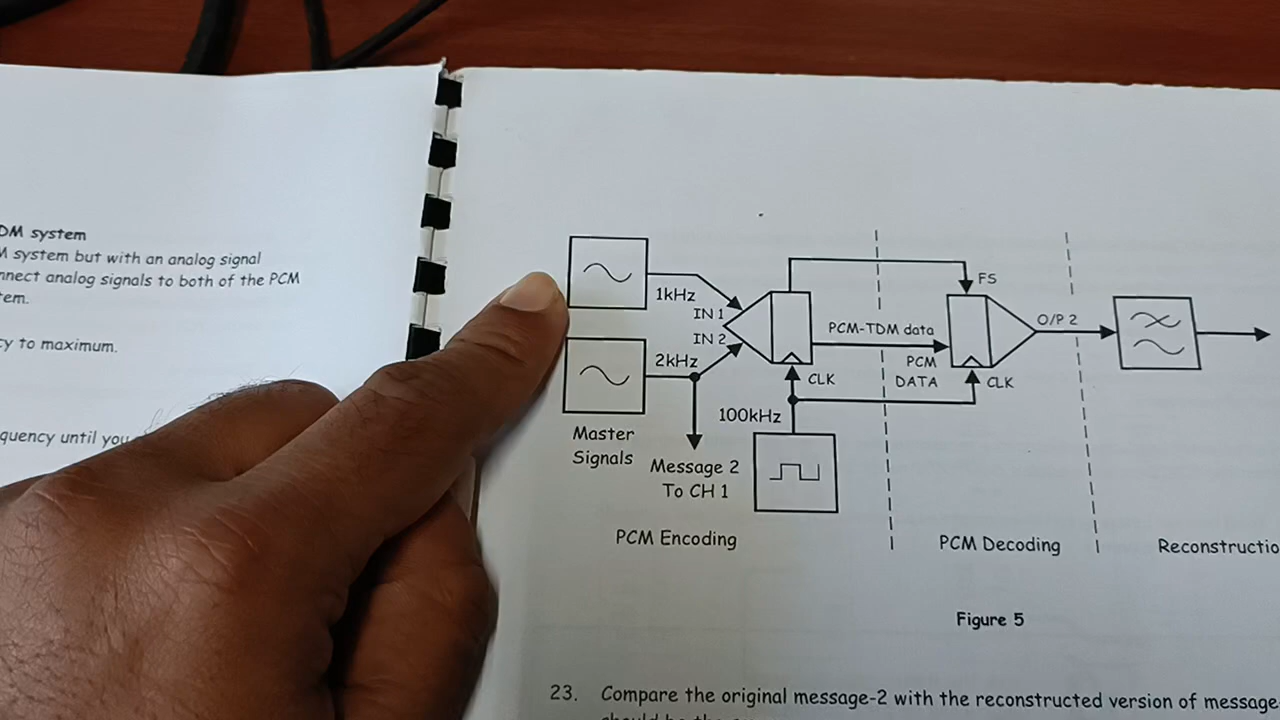 DM system
M system but with an analog signal
nnect analog signals to both of the PCM
tem.
cy to maximum.
quency until you
1kHz
IN 1
IN 2
2kHz
Master
Signals
Message 2
To CH 1
100kHz
CLK
PCM-TDM data
PCM
DATA
FS
CLK
O/P 2
PCM Encoding
PCM Decoding
Reconstructio
Figure 5
23. Compare the original message-2 with the reconstructed version of message
should be the